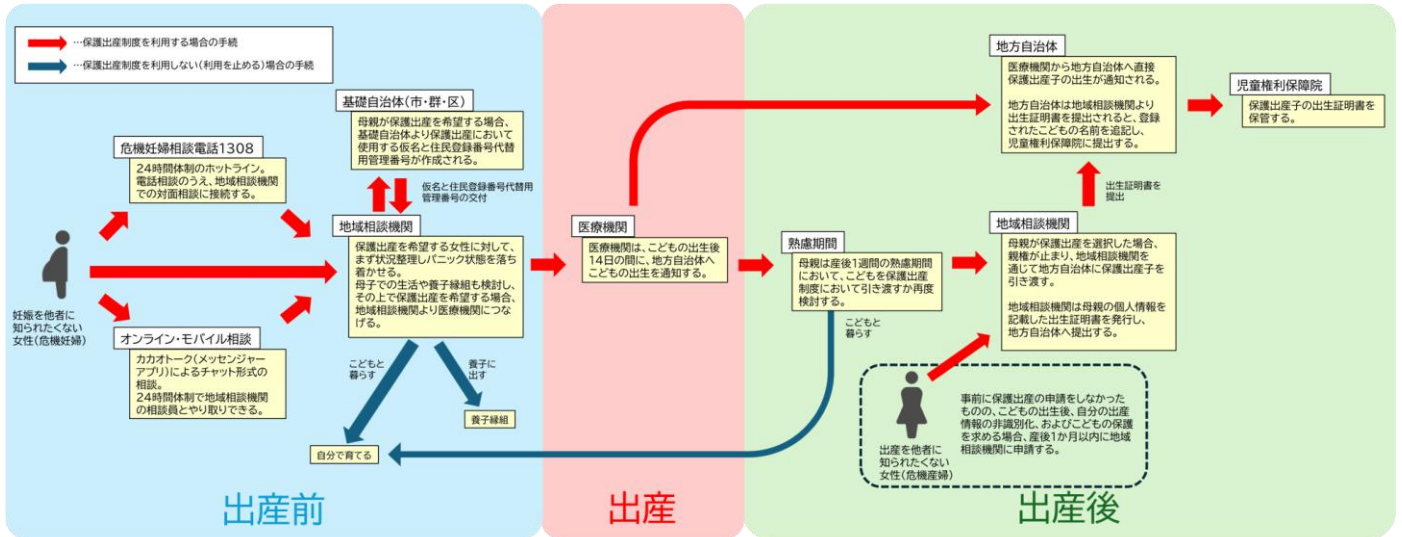 …保護出産制度を利用する場合の手続
…保護出産制度を利用しない(利用を止める)場合の手続
妊娠を他者に
知られたくない
女性(危機妊婦)
危機妊婦相談電話1308
24時間体制のホットライン。
電話相談のうえ、地域相談機関
での対面相談に接続する。
オンライン・モバイル相談
カカオトーク(メッセンジャー
アプリ)によるチャット形式の
相談。
24時間体制で地域相談機関
の相談員とやり取りできる。
基礎自治体(市・群・区)
母親が保護出産を希望する場合、
基礎自治体より保護出産において
使用する仮名と住民登録番号代替
用管理番号が作成される。
仮名と住民登録番号代替用
管理番号の交付
地域相談機関
保護出産を希望する女性に対して、
まず状況整理しパニック状態を落ち
着かせる。
母子での生活や養子縁組も検討し、
その上で保護出産を希望する場合、
地域相談機関より医療機関につな
げる。
こどもと
暮らす
養子に
出す
養子縁組
自分で育てる
出産前
医療機関
医療機関は、こどもの出生後
14日の間に、地方自治体へ
こどもの出生を通知する。
出産
熟慮期間
母親は産後1週間の熟慮期間
において、こどもを保護出産
制度において引き渡すか再度
検討する。
こどもと
暮らす
地方自治体
医療機関から地方自治体へ直接
保護出産子の出生が通知される。
地方自治体は地域相談機関より
出生証明書を提出されると、登録
されたこどもの名前を追記し、
児童権利保障院に提出する。
児童権利保障院
保護出産子の出生証明書を
保管する。
出生証明書を
提出
地域相談機関
母親が保護出産を選択した場合、
親権が止まり、地域相談機関を
通じて地方自治体に保護出産子を
引き渡す。
地域相談機関は母親の個人情報を
記載した出生証明書を発行し、
地方自治体へ提出する。
出産を他者に
知られたくない
女性(危機産婦)
事前に保護出産の申請をしなかった
ものの、こどもの出生後、自分の出産
情報の非識別化、およびこどもの保護
を求める場合、産後1か月以内に地域
相談機関に申請する。
出産後